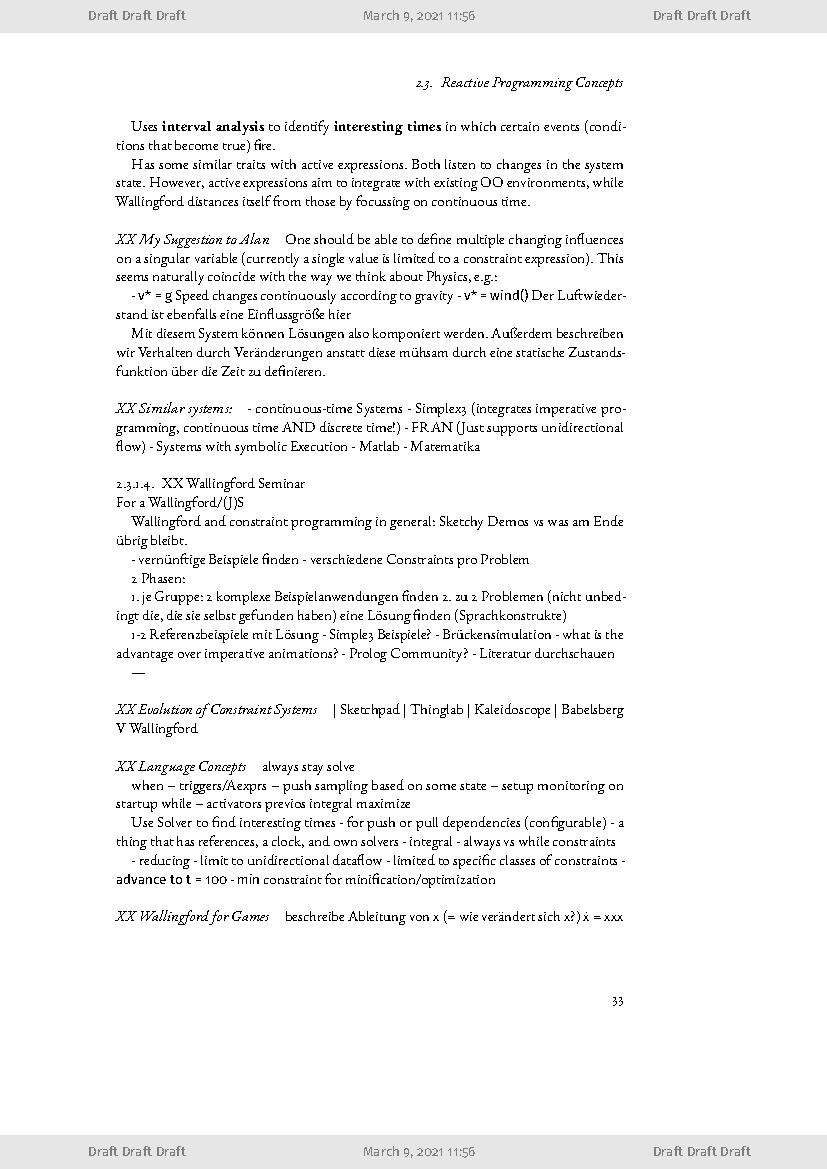 Draft Draft Draft March 9, 2021 11:56 Draft Draft Draft
2.3. Reactive Programming Concepts
Uses interval analysis to identify interesting times in which certain events (condi-
tions that become true) fire.
Has some similar traits with active expressions. Both listen to changes in the system
state. However, active expressions aim to integrate with existing OO environments, while
Wallingford distances itself from those by focussing on continuous time.
XX My Suggestion to Alan One should be able to define multiple changing influences
on a singular variable (currently a single value is limited to a constraint expression). This
seems naturally coincide with the way we think about Physics, e.g.:
- v* = g Speed changes continuously according to gravity - v* = wind() Der Luftwieder-
stand ist ebenfalls eine Einflussgröße hier
Mit diesem System können Lösungen also komponiert werden. Außerdem beschreiben
wir Verhalten durch Veränderungen anstatt diese mühsam durch eine statische Zustands-
funktion über die Zeit zu definieren.
XX Similar systems: - continuous-time Systems - Simplex3 (integrates imperative pro-
gramming, continuous time AND discrete time!) - FRAN (Just supports unidirectional
flow) - Systems with symbolic Execution - Matlab - Matematika
2.3.1.4. XX Wallingford Seminar
For a Wallingford/(J)S
Wallingford and constraint programming in general: Sketchy Demos vs was am Ende
übrig bleibt.
- vernünftige Beispiele finden - verschiedene Constraints pro Problem
2 Phasen:
1. je Gruppe: 2 komplexe Beispielanwendungen finden 2. zu 2 Problemen (nicht unbed-
ingt die, die sie selbst gefunden haben) eine Lösung finden (Sprachkonstrukte)
1-2 Referenzbeispiele mit Lösung - Simple3 Beispiele? - Brückensimulation - what is the
advantage over imperative animations? - Prolog Community? - Literatur durchschauen
—
XX Evolution of Constraint Systems | Sketchpad | Thinglab | Kaleidoscope | Babelsberg
V Wallingford
XX Language Concepts always stay solve
when – triggers/Aexprs – push sampling based on some state – setup monitoring on
startup while – activators previos integral maximize
Use Solver to find interesting times - for push or pull dependencies (configurable) - a
thing that has references, a clock, and own solvers - integral - always vs while constraints
- reducing - limit to unidirectional dataflow - limited to specific classes of constraints -
advance to t = 100 - min constraint for minification/optimization
XX Wallingford for Games beschreibe Ableitung von x (= wie verändert sich x?) ẋ = xxx
33
Draft Draft Draft March 9, 2021 11:56 Draft Draft Draft